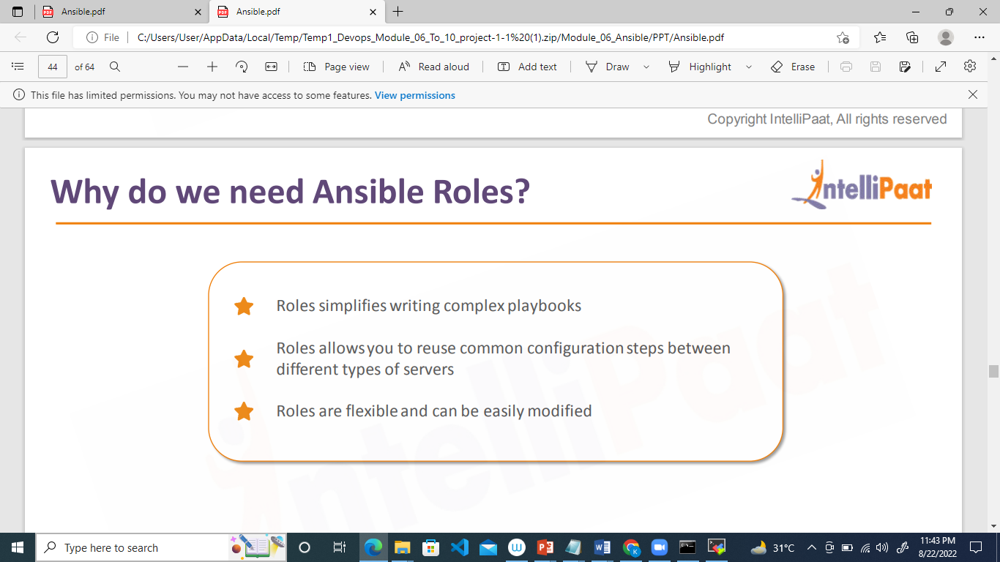 Ansible.pdf
Ansible.pdf
File
C:/Users/User/AppData/Local/Temp/Temp1_Devops_Module_06_To_10_project-1-1%20(1).zip/Module_06_Ansible/PPT/Ansible.pdf
44 of 64
Page view
Read aloud
Add text
Draw
Highlight
Erase
This file has limited permissions. You may not have access to some features. View permissions
Copyright IntelliPaat, All rights reserved
Why do we need Ansible Roles?
IntelliPaat
Roles simplifies writing complex playbooks
Roles allows you to reuse common configuration steps between
different types of servers
Roles are flexible and can be easily modified
IntelliPaat
Type here to search
31°C
11:43 PM
8/22/2022